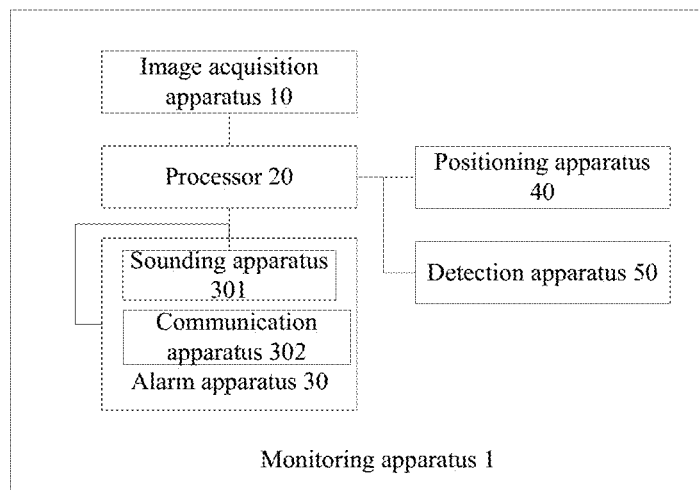 Image acquisition
apparatus 10
Processor 20
Positioning apparatus
40
Sounding apparatus
301
Detection apparatus 50
Communication
apparatus 302
Alarm apparatus 30
Monitoring apparatus 1